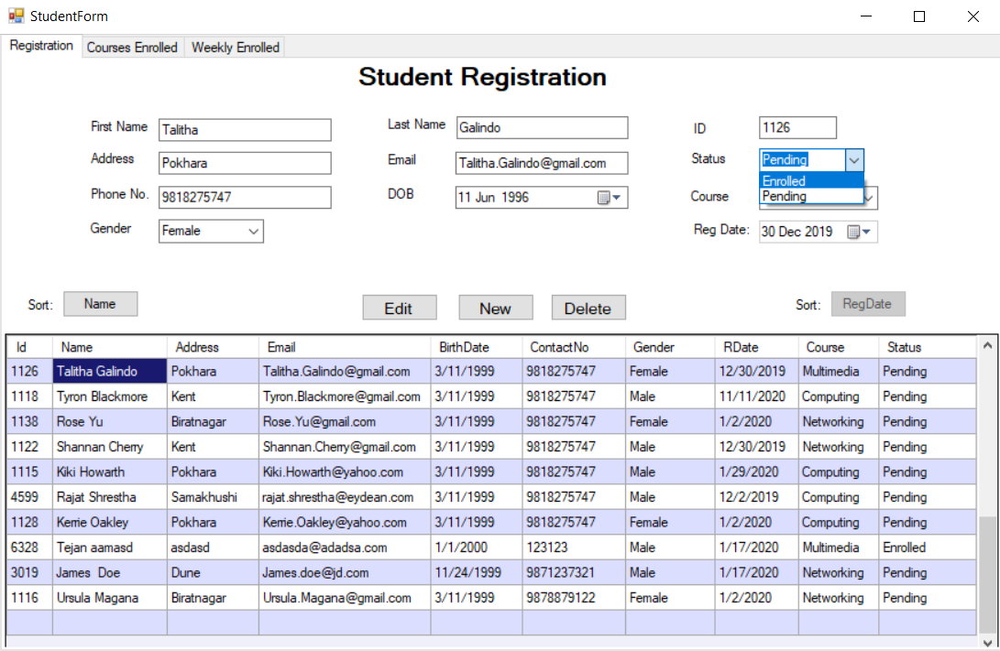 StudentForm
Registration Courses Enrolled Weekly Enrolled
Student Registration
First Name Talitha Last Name Galindo ID 1126
Address Pokhara Email Talitha.Galindo@gmail.com Status Pending
Enrolled
Phone No. 9818275747 DOB 11 Jun 1996 Course Pending
Gender Female Reg Date: 30 Dec 2019
Sort: Name Edit New Delete Sort: RegDate
Id Name Address Email BirthDate ContactNo Gender RDate Course Status
1126 Talitha Galindo Pokhara Talitha.Galindo@gmail.com 3/11/1999 9818275747 Female 12/30/2019 Multimedia Pending
1118 Tyron Blackmore Kent Tyron.Blackmore@gmail.com 3/11/1999 9818275747 Male 11/11/2020 Computing Pending
1138 Rose Yu Biratnagar Rose.Yu@gmail.com 3/11/1999 9818275747 Female 1/2/2020 Networking Pending
1122 Shannan Cherry Kent Shannan.Cherry@gmail.com 3/11/1999 9818275747 Male 12/30/2019 Networking Pending
1115 Kiki Howarth Pokhara Kiki.Howarth@yahoo.com 3/11/1999 9818275747 Male 1/29/2020 Computing Pending
4599 Rajat Shrestha Samakhushi rajat.shrestha@eydean.com 3/11/1999 9818275747 Male 12/2/2019 Computing Pending
1128 Kerrie Oakley Pokhara Kerrie.Oakley@yahoo.com 3/11/1999 9818275747 Female 1/2/2020 Computing Pending
6328 Tejan aamasd asdasd asdasda@adadsa.com 1/1/2000 123123 Male 1/17/2020 Multimedia Enrolled
3019 James Doe Dune James.doe@jd.com 11/24/1999 9871237321 Male 1/17/2020 Networking Pending
1116 Ursula Magana Biratnagar Ursula.Magana@gmail.com 3/11/1999 9878879122 Female 1/2/2020 Networking Pending